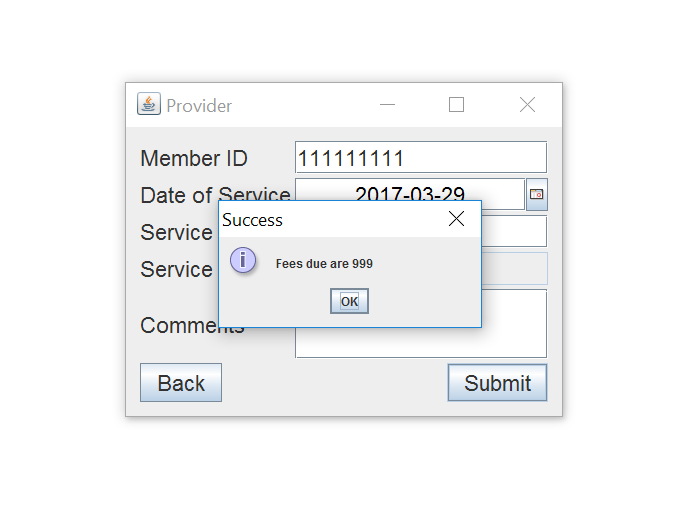 Provider
Member ID 111111111
Date of Service 2017-03-29
Success
Service
Fees due are 999
Service
OK
Comments
Back Submit